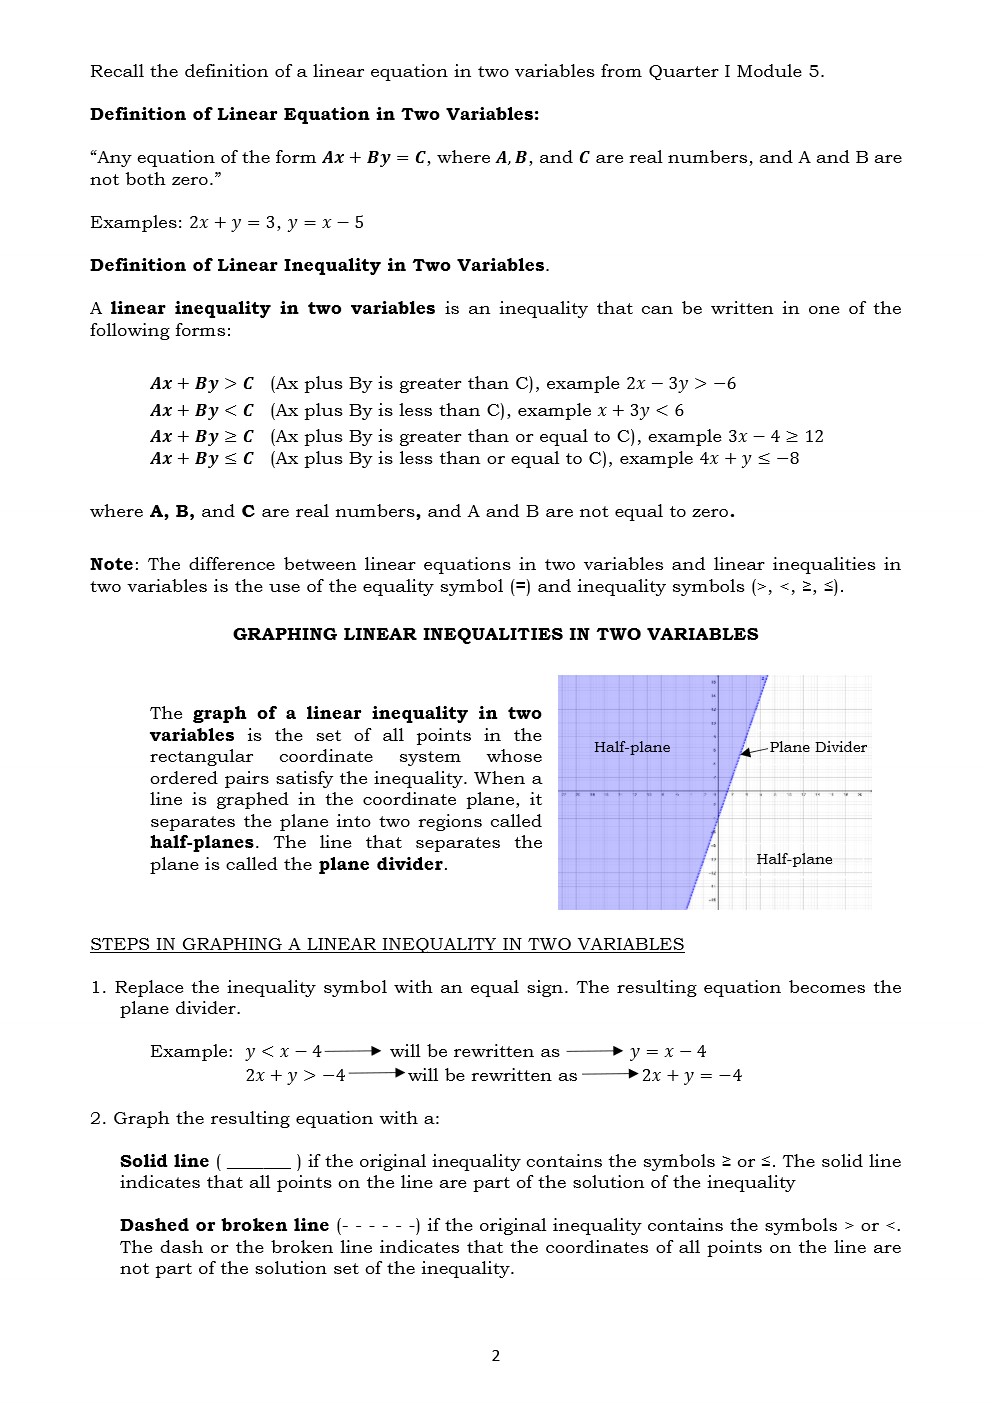 Recall the definition of a linear equation in two variables from Quarter I Module 5.
Definition of Linear Equation in Two Variables:
“Any equation of the form Ax + By = C, where A, B, and C are real numbers, and A and B are
not both zero.”
Examples: 2x + y = 3, y = x − 5
Definition of Linear Inequality in Two Variables.
A linear inequality in two variables is an inequality that can be written in one of the
following forms:
Ax + By > C (Ax plus By is greater than C), example 2x − 3y > −6
Ax + By < C (Ax plus By is less than C), example x + 3y < 6
Ax + By ≥ C (Ax plus By is greater than or equal to C), example 3x − 4 ≥ 12
Ax + By ≤ C (Ax plus By is less than or equal to C), example 4x + y ≤ −8
where A, B, and C are real numbers, and A and B are not equal to zero.
Note: The difference between linear equations in two variables and linear inequalities in
two variables is the use of the equality symbol (=) and inequality symbols (>, <, ≥, ≤).
GRAPHING LINEAR INEQUALITIES IN TWO VARIABLES
The graph of a linear inequality in two
variables is the set of all points in the
rectangular coordinate system whose
ordered pairs satisfy the inequality. When a
line is graphed in the coordinate plane, it
separates the plane into two regions called
half-planes. The line that separates the
plane is called the plane divider.
Half-plane
Plane Divider
Half-plane
STEPS IN GRAPHING A LINEAR INEQUALITY IN TWO VARIABLES
1. Replace the inequality symbol with an equal sign. The resulting equation becomes the
plane divider.
Example: y < x − 4 will be rewritten as y = x − 4
2x + y > −4 will be rewritten as 2x + y = −4
2. Graph the resulting equation with a:
Solid line ( _______ ) if the original inequality contains the symbols ≥ or ≤. The solid line
indicates that all points on the line are part of the solution of the inequality
Dashed or broken line (- - - - - -) if the original inequality contains the symbols > or <.
The dash or the broken line indicates that the coordinates of all points on the line are
not part of the solution set of the inequality.
2